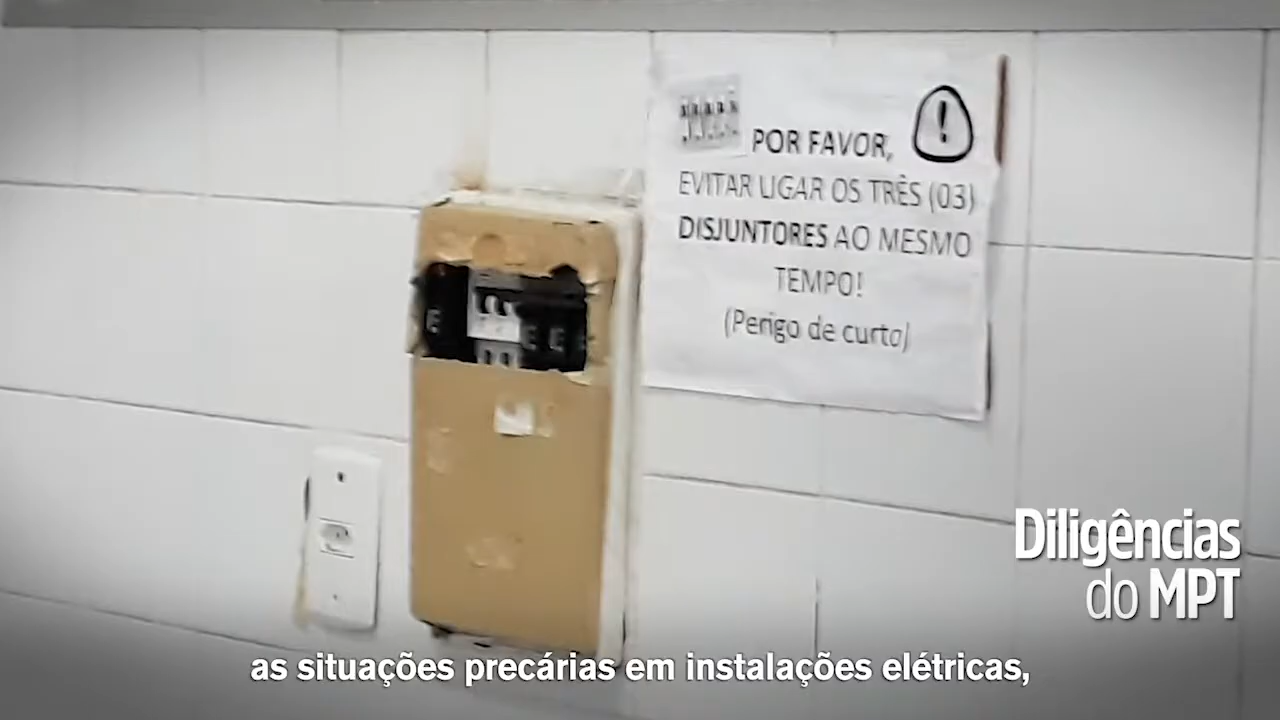 POR FAVOR,
EVITAR LIGAR OS TRÊS (03)
DISJUNTORES AO MESMO
TEMPO!
(Perigo de curto)
E
E E
Diligências
do MPT
as situações precárias em instalações elétricas,